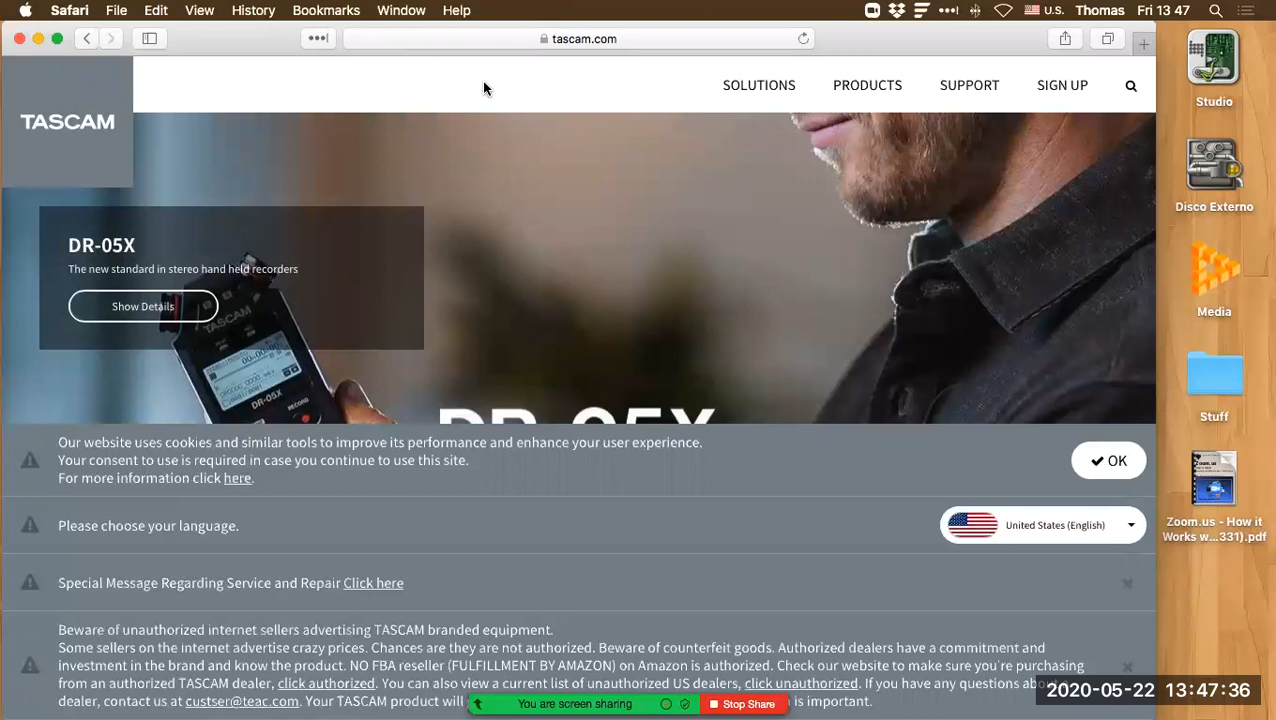 Safari File Edit View History Bookmarks Window Help U.S. Thomas Fri 13 47
tascam.com
TASCAM
SOLUTIONS PRODUCTS SUPPORT SIGN UP
DR-05X
The new standard in stereo hand held recorders
Show Details
TASCAM
DR-05X
RECORD
DR-05X
Our website uses cookies and similar tools to improve its performance and enhance your user experience.
Your consent to use is required in case you continue to use this site.
For more information click here.
OK
Please choose your language.
United States (English)
Special Message Regarding Service and Repair Click here
Beware of unauthorized internet sellers advertising TASCAM branded equipment.
Some sellers on the internet advertise crazy prices. Chances are they are not authorized. Beware of counterfeit goods. Authorized dealers have a commitment and
investment in the brand and know the product. NO FBA reseller (FULFILLMENT BY AMAZON) on Amazon is authorized. Check our website to make sure you're purchasing
from an authorized TASCAM dealer, click authorized. You can also view a current list of unauthorized US dealers, click unauthorized. If you have any questions about a
dealer, contact us custser@teac.com. Your TASCAM product will is important.
You are screen sharing Stop Share
Studio
Disco Externo
Media
Stuff
Zoom.us - How it
Works w...331).pdf
2020-05-22 13:47:36